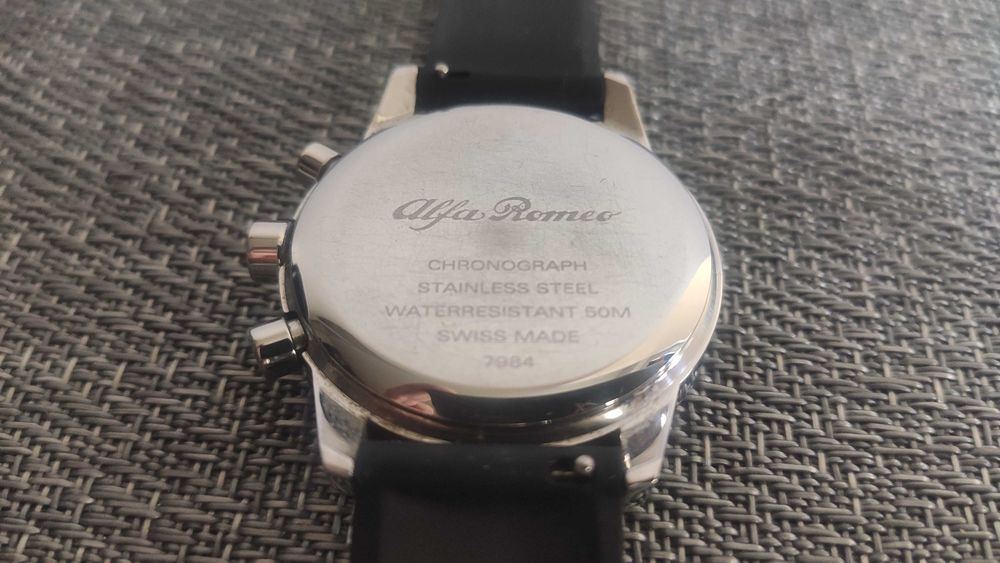 Alfa Romeo
CHRONOGRAPH
STAINLESS STEEL
WATERRESISTANT 50M
SWISS MADE
7984